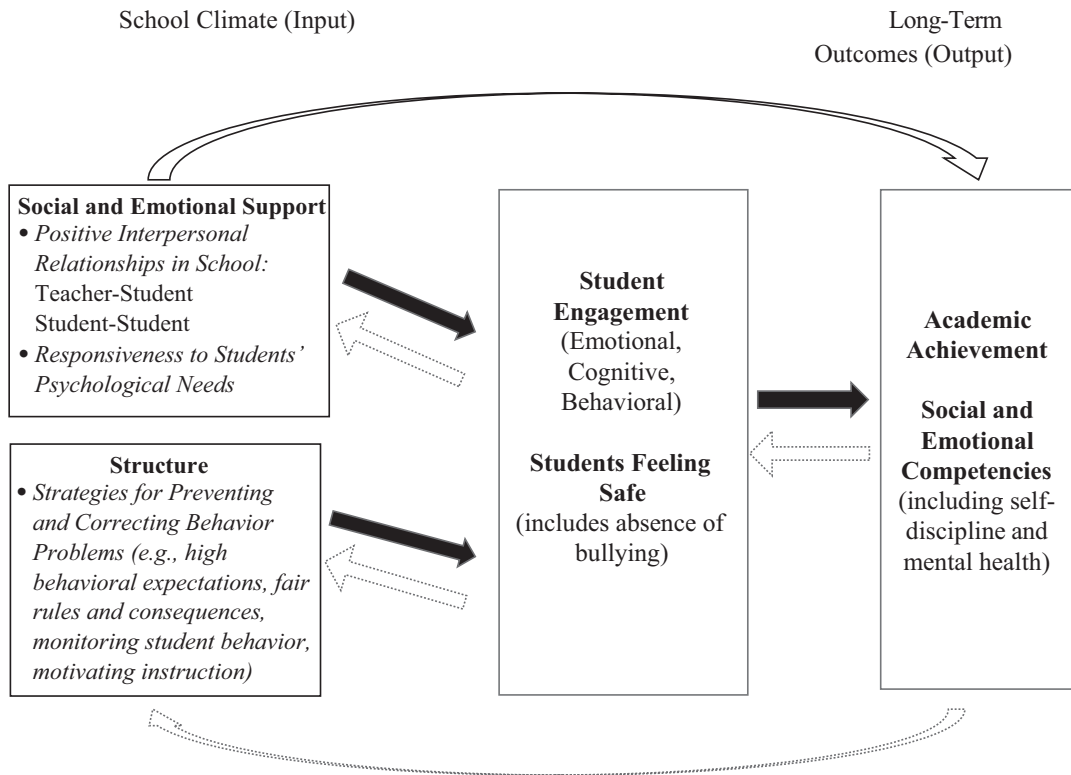 School Climate (Input)
Long-Term
Outcomes (Output)
Social and Emotional Support
• Positive Interpersonal
Relationships in School:
Teacher-Student
Student-Student
• Responsiveness to Students’
Psychological Needs
Structure
• Strategies for Preventing
and Correcting Behavior
Problems (e.g., high
behavioral expectations, fair
rules and consequences,
monitoring student behavior,
motivating instruction)
Student
Engagement
(Emotional,
Cognitive,
Behavioral)
Students Feeling
Safe
(includes absence of
bullying)
Academic
Achievement
Social and
Emotional
Competencies
(including self-
discipline and
mental health)